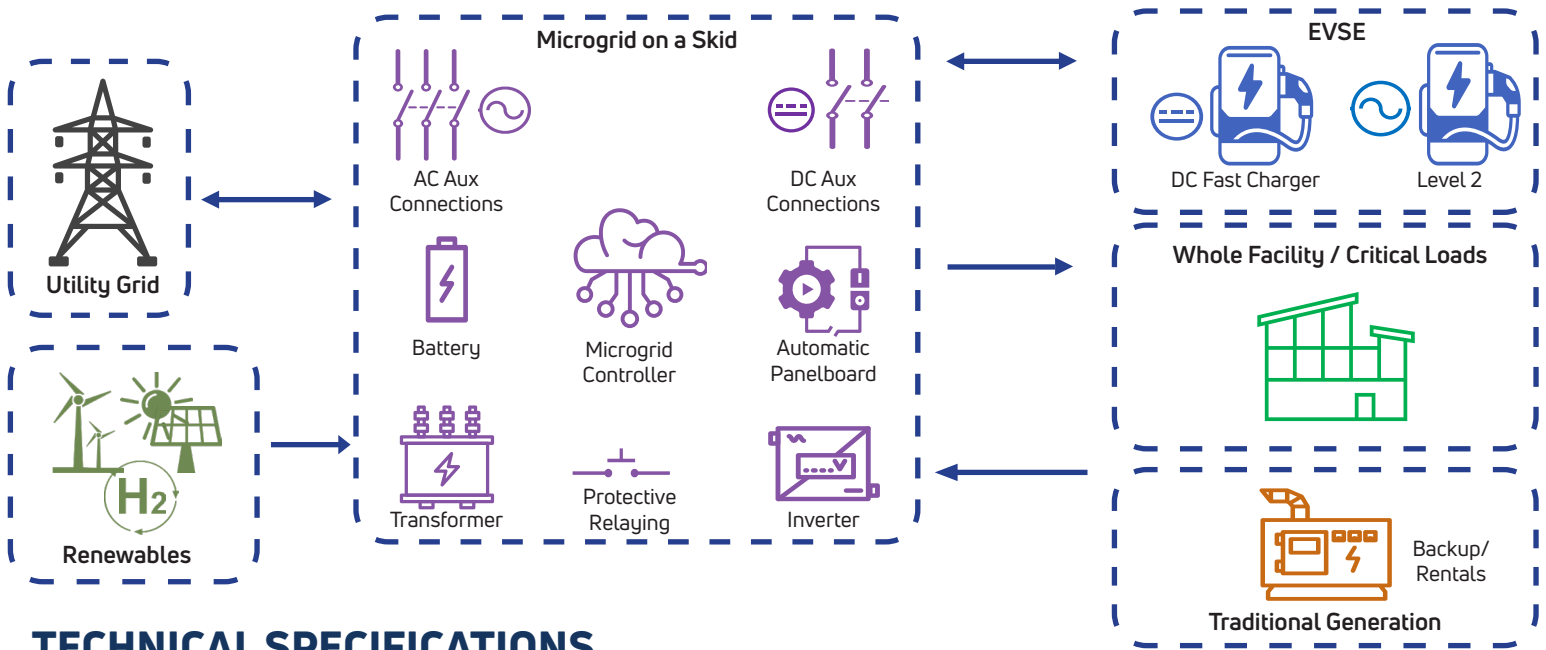 Utility Grid
H2
Renewables
Microgrid on a Skid
AC Aux
Connections
DC Aux
Connections
Battery
Microgrid
Controller
Automatic
Panelboard
Transformer
Protective
Relaying
Inverter
EVSE
DC Fast Charger
Level 2
Whole Facility / Critical Loads
Backup/
Rentals
Traditional Generation
TECHNICAL SPECIFICATIONS